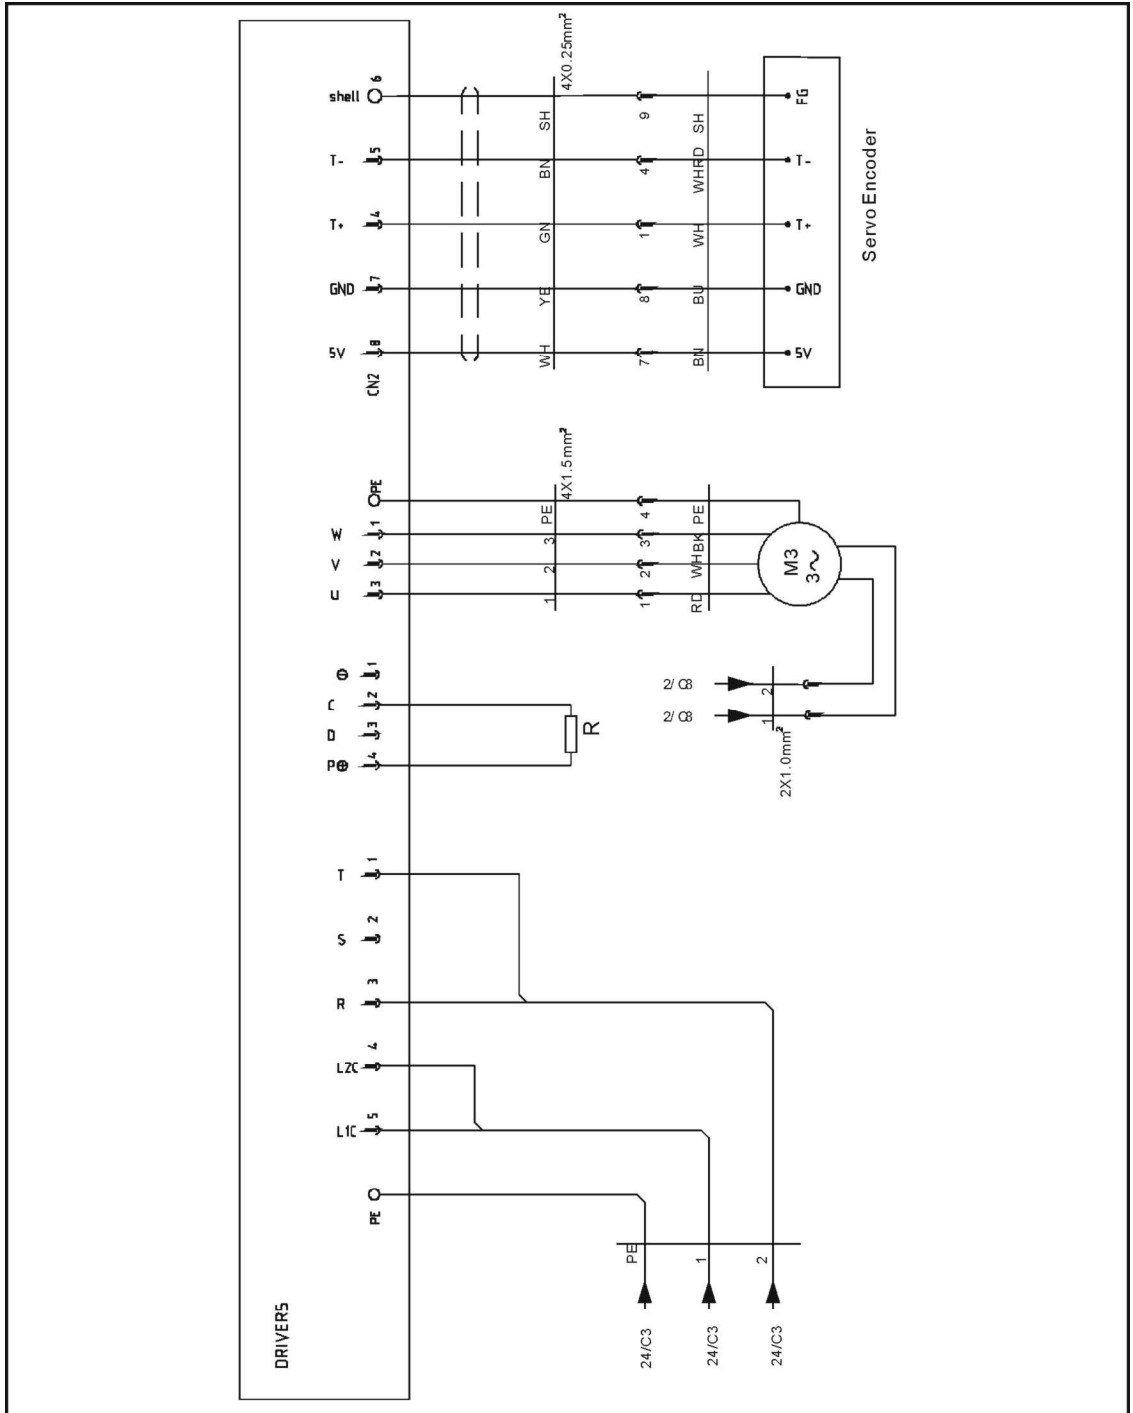 4X0.25mm²
shell 6 SH 9 SH FG
T- 5 BN 4 WHRD T-
T+ 4 GN 1 WH T+
GND 7 YE 8 BU GND
5V 8 WH 7 BN 5V
CN2
Servo Encoder
4X1.5mm²
PE PE 4 PE
W 1 3 3 BK
V 2 2 2 WH
U 3 1 1 RD
M3
3~
⊖ 1
C 2
D 3
P⊕ 4
R
2/C8 2
2/C8 1
2X1.0mm²
T 1
S 2
R 3
L2C 4
L1C 5
PE
PE 1 2
24/C3 24/C3 24/C3
DRIVER5